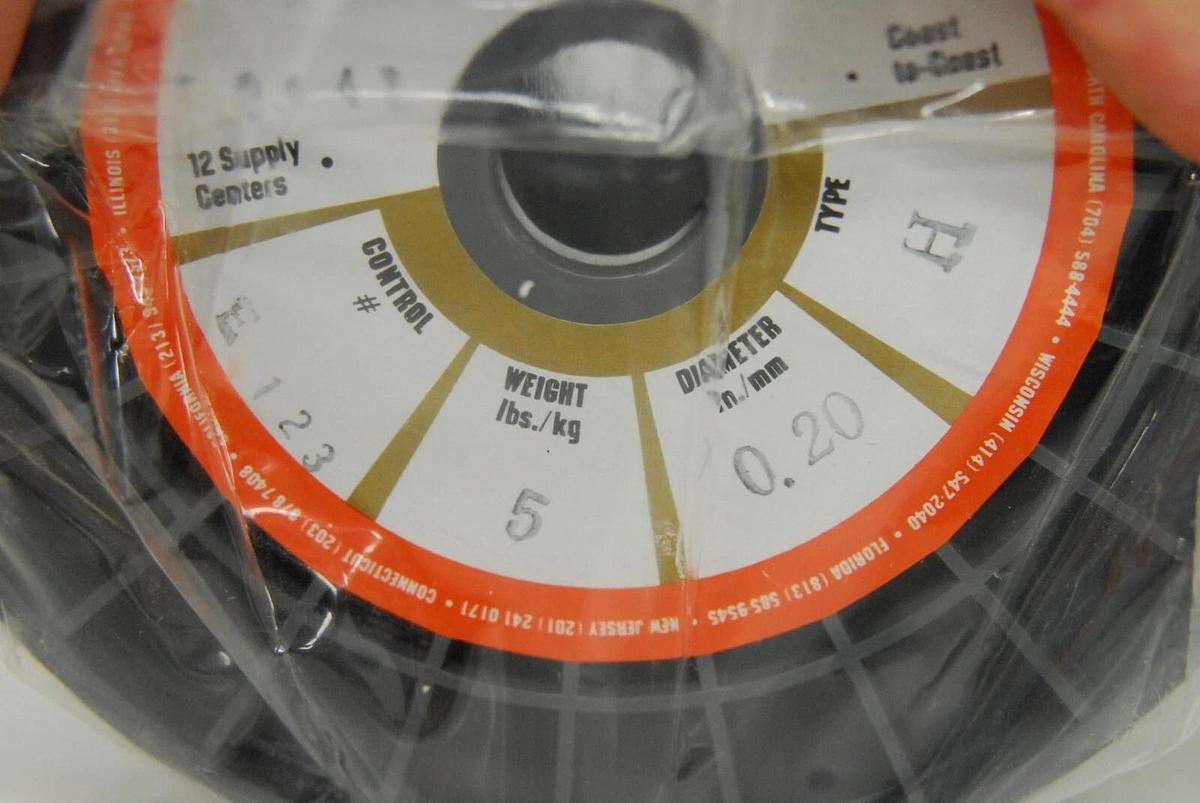 Coast
to-Coast
12 Supply
Centers
CONTROL
#
E 123
WEIGHT
lbs./kg
5
DIAMETER
in./mm
0.20
TYPE
H
CAROLINA (704) 588-4444 • WISCONSIN (414) 547-2040 • FLORIDA (813) 585-9545 • NEW JERSEY (201) 241-0171 • CONNECTICUT (203) 878-7408 • CALIFORNIA (213) • ILLINOIS